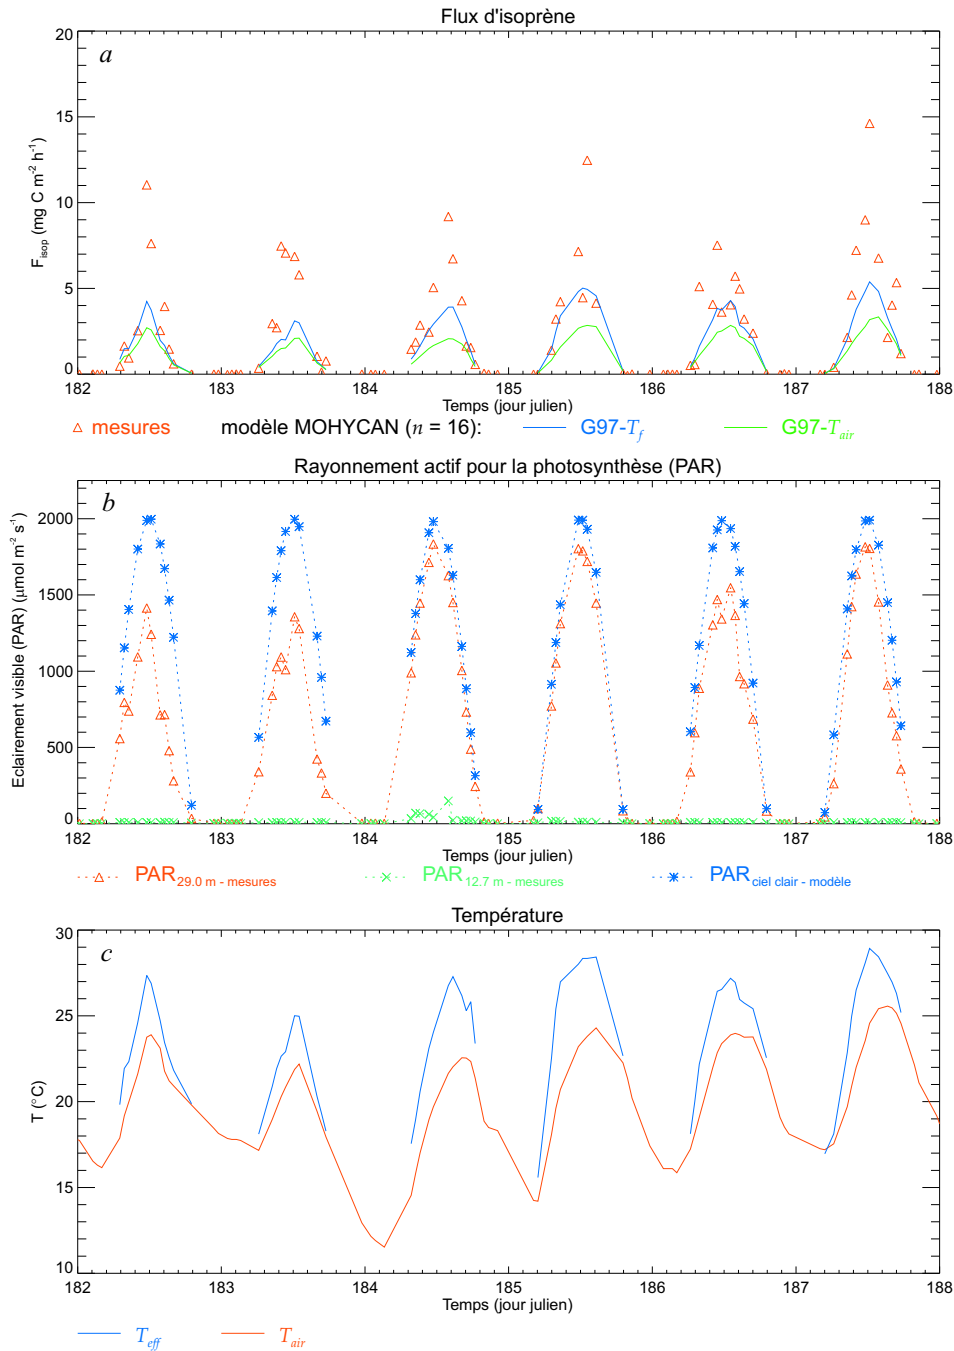 Flux d'isoprène
a
20
15
10
5
0
F_isop (mg C m⁻² h⁻¹)
182 183 184 185 186 187 188
Temps (jour julien)
mesures modèle MOHYCAN (n = 16): G97-T_f G97-T_air
Rayonnement actif pour la photosynthèse (PAR)
b
2000
1500
1000
500
0
Eclairement visible (PAR) (μmol m⁻² s⁻¹)
182 183 184 185 186 187 188
Temps (jour julien)
PAR_29.0 m - mesures PAR_12.7 m - mesures PAR_ciel clair - modèle
Température
c
30
25
20
15
10
T (°C)
182 183 184 185 186 187 188
Temps (jour julien)
T_eff T_air